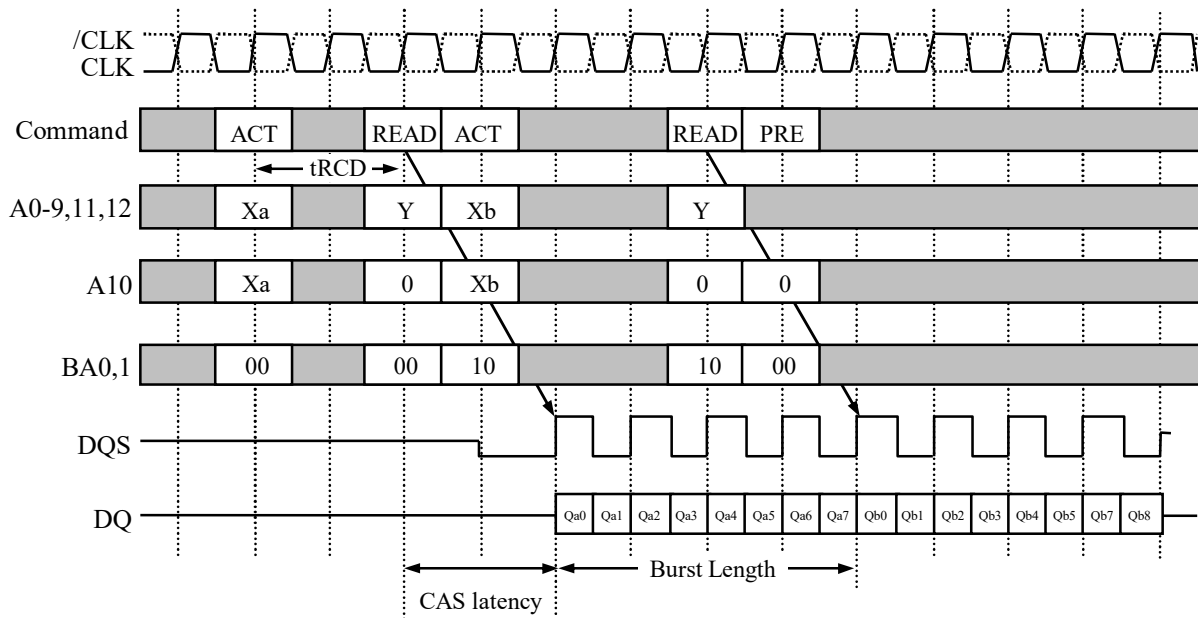 /CLK
CLK
Command ACT READ ACT READ PRE
tRCD
A0-9,11,12 Xa Y Xb Y
A10 Xa 0 Xb 0 0
BA0,1 00 00 10 10 00
DQS
DQ Qa0 Qa1 Qa2 Qa3 Qa4 Qa5 Qa6 Qa7 Qb0 Qb1 Qb2 Qb3 Qb4 Qb5 Qb7 Qb8
Burst Length
CAS latency